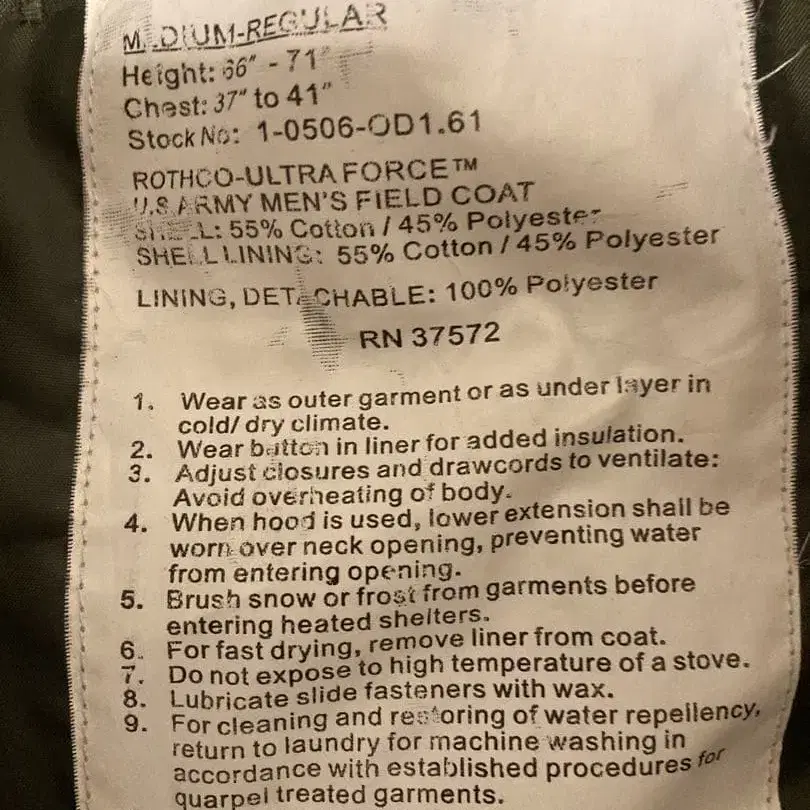 MEDIUM-REGULAR
Height: 66" - 71"
Chest: 37" to 41"
Stock No: 1-0506-OD1.61
ROTHCO-ULTRA FORCE™
U.S ARMY MEN'S FIELD COAT
SHELL: 55% Cotton / 45% Polyester
SHELL LINING: 55% Cotton / 45% Polyester
LINING, DETACHABLE: 100% Polyester
RN 37572
1. Wear as outer garment or as under layer in
cold/ dry climate.
2. Wear button in liner for added insulation.
3. Adjust closures and drawcords to ventilate:
Avoid overheating of body.
4. When hood is used, lower extension shall be
worn over neck opening, preventing water
from entering opening.
5. Brush snow or frost from garments before
entering heated shelters.
6. For fast drying, remove liner from coat.
7. Do not expose to high temperature of a stove.
8. Lubricate slide fasteners with wax.
9. For cleaning and restoring of water repellency,
return to laundry for machine washing in
accordance with established procedures for
quarpel treated garments.